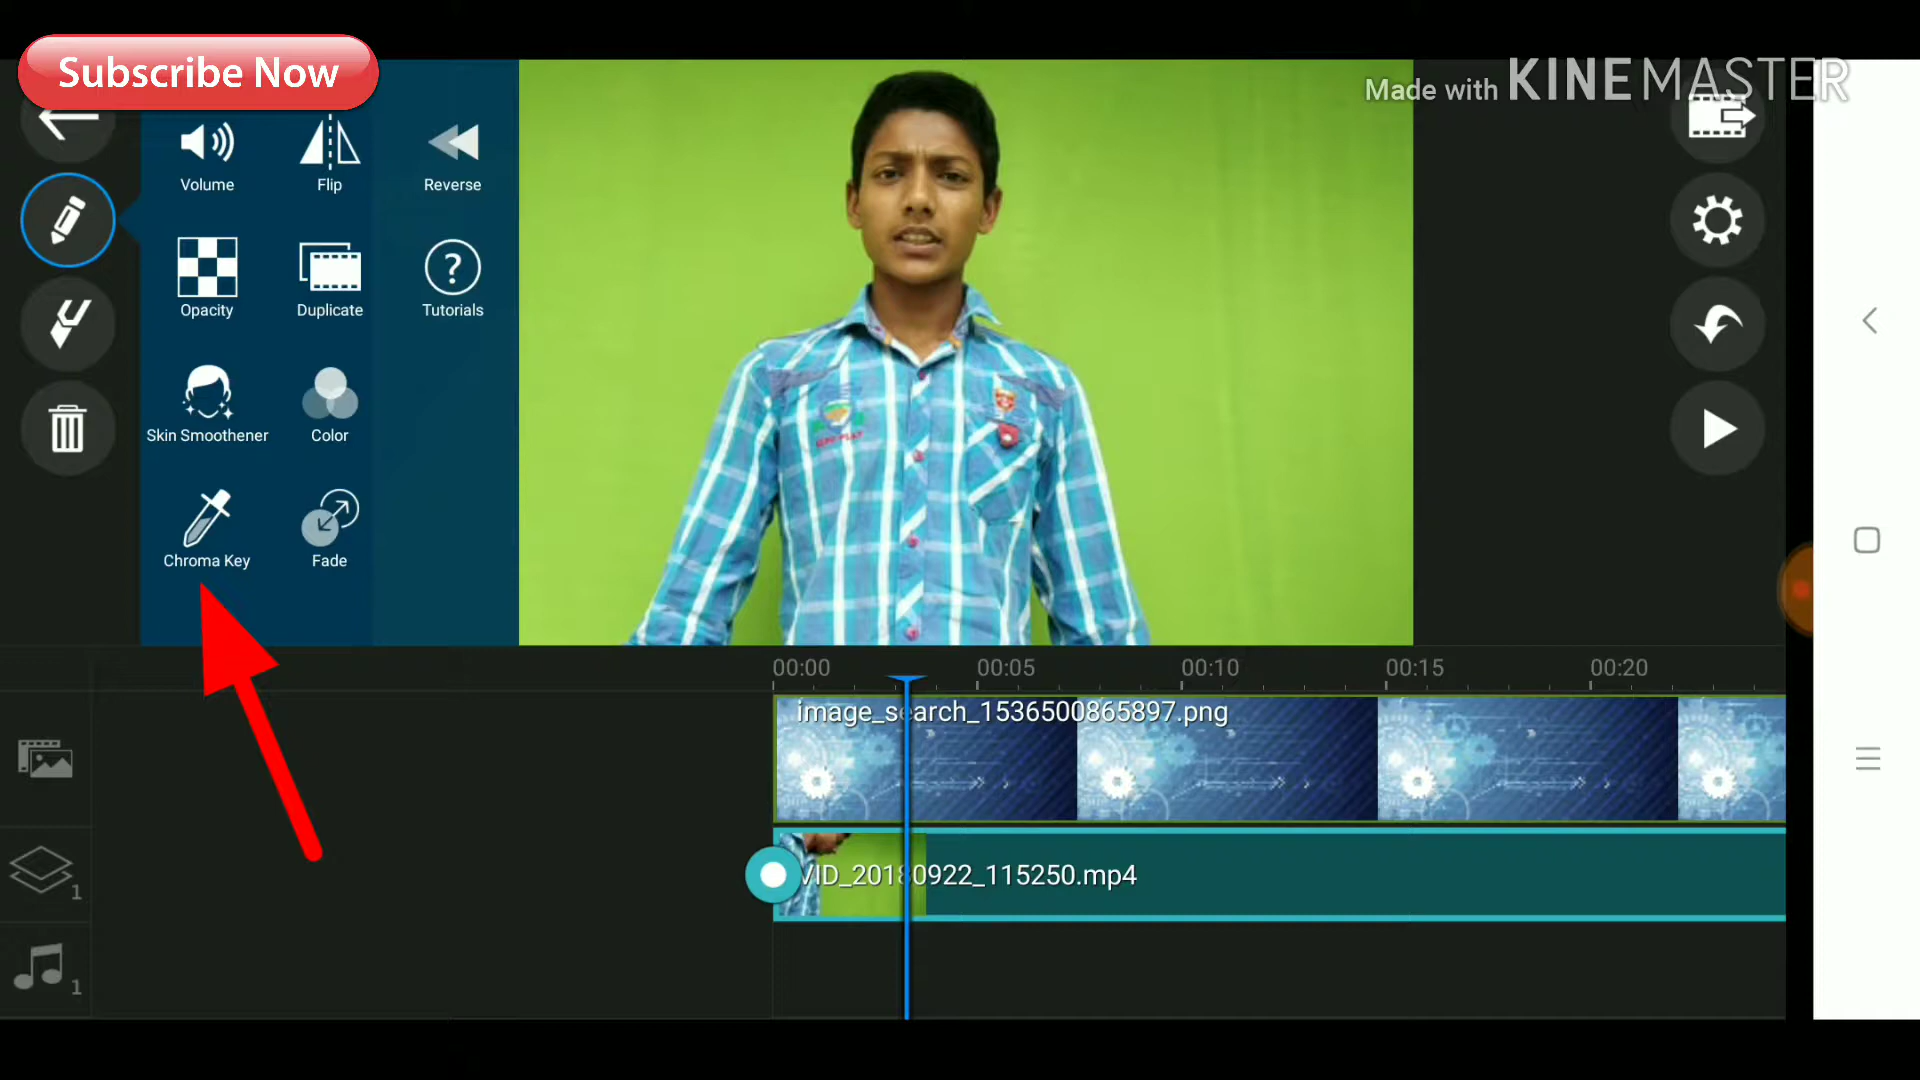 Subscribe Now
Made with KINEMASTER
Volume
Flip
Reverse
Opacity
Duplicate
Tutorials
Skin Smoothener
Color
Chroma Key
Fade
00:00 00:05 00:10 00:15 00:20
image_search_1536500865897.png
VID_20180922_115250.mp4
1
1